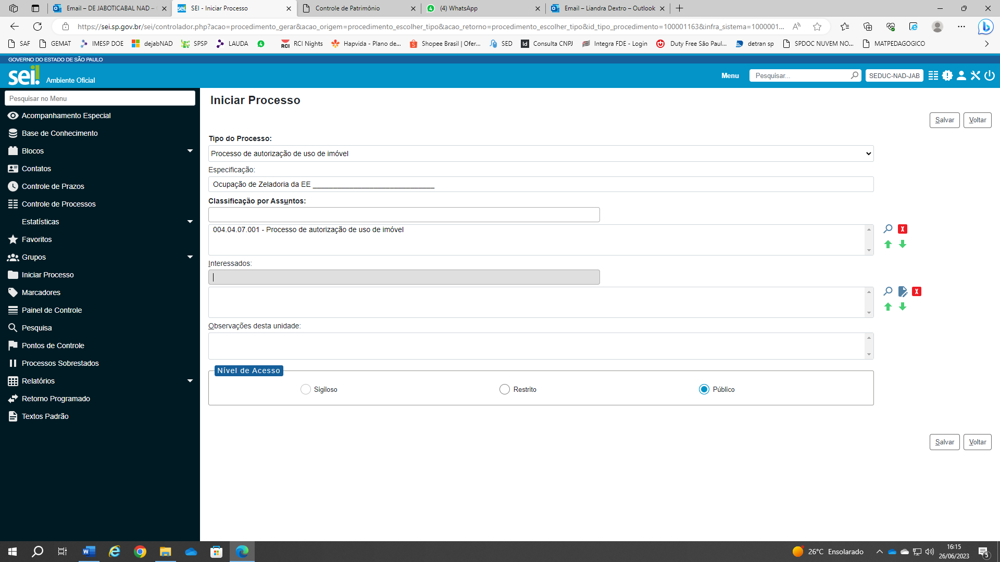 Email – DE JABOTICABAL NAD –
SEI - Iniciar Processo
Controle de Patrimônio
(4) WhatsApp
Email – Liandra Dextro – Outlook
https://sei.sp.gov.br/sei/controlador.php?acao=procedimento_gerar&acao_origem=procedimento_escolher_tipo&acao_retorno=procedimento_escolher_tipo&id_tipo_procedimento=100001163&infra_sistema=1000001...
SAF
GEMAT
IMESP DOE
dejabNAD
SPSP
LAUDA
4
RCI
RCI Nights
Hapvida - Plano de...
Shopee Brasil | Ofer...
SED
Id
Consulta CNPJ
Integra FDE - Login
Duty Free São Paul...
detran sp
SPDOC NUVEM NO...
MATPEDAGOGICO
GOVERNO DO ESTADO DE SÃO PAULO
sei!
Ambiente Oficial
Menu
Pesquisar...
SEDUC-NAD-JAB
Pesquisar no Menu
Acompanhamento Especial
Base de Conhecimento
Blocos
Contatos
Controle de Prazos
Controle de Processos
Estatísticas
Favoritos
Grupos
Iniciar Processo
Marcadores
Painel de Controle
Pesquisa
Pontos de Controle
Processos Sobrestados
Relatórios
Retorno Programado
Textos Padrão
Iniciar Processo
Salvar
Voltar
Tipo do Processo:
Processo de autorização de uso de imóvel
Especificação:
Ocupação de Zeladoria da EE ______________________________
Classificação por Assuntos:
004.04.07.001 - Processo de autorização de uso de imóvel
Interessados:
Observações desta unidade:
Nível de Acesso
Sigiloso
Restrito
Público
Salvar
Voltar
26°C Ensolarado
16:15
26/06/2023
5